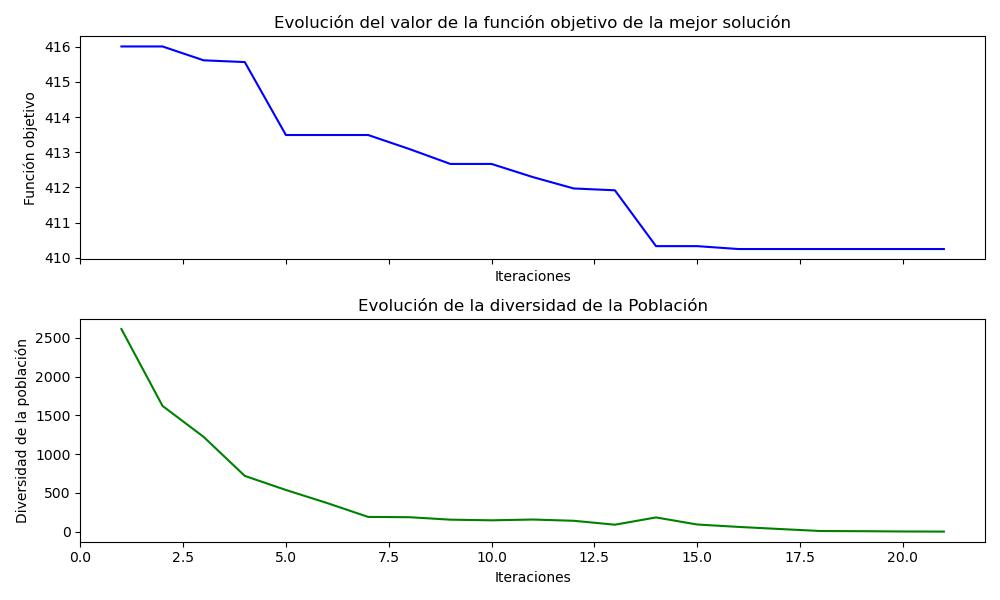 Evolución del valor de la función objetivo de la mejor solución
416
415
414
413
412
411
410
Función objetivo
Iteraciones
Evolución de la diversidad de la Población
2500
2000
1500
1000
500
0
Diversidad de la población
0.0 2.5 5.0 7.5 10.0 12.5 15.0 17.5 20.0
Iteraciones